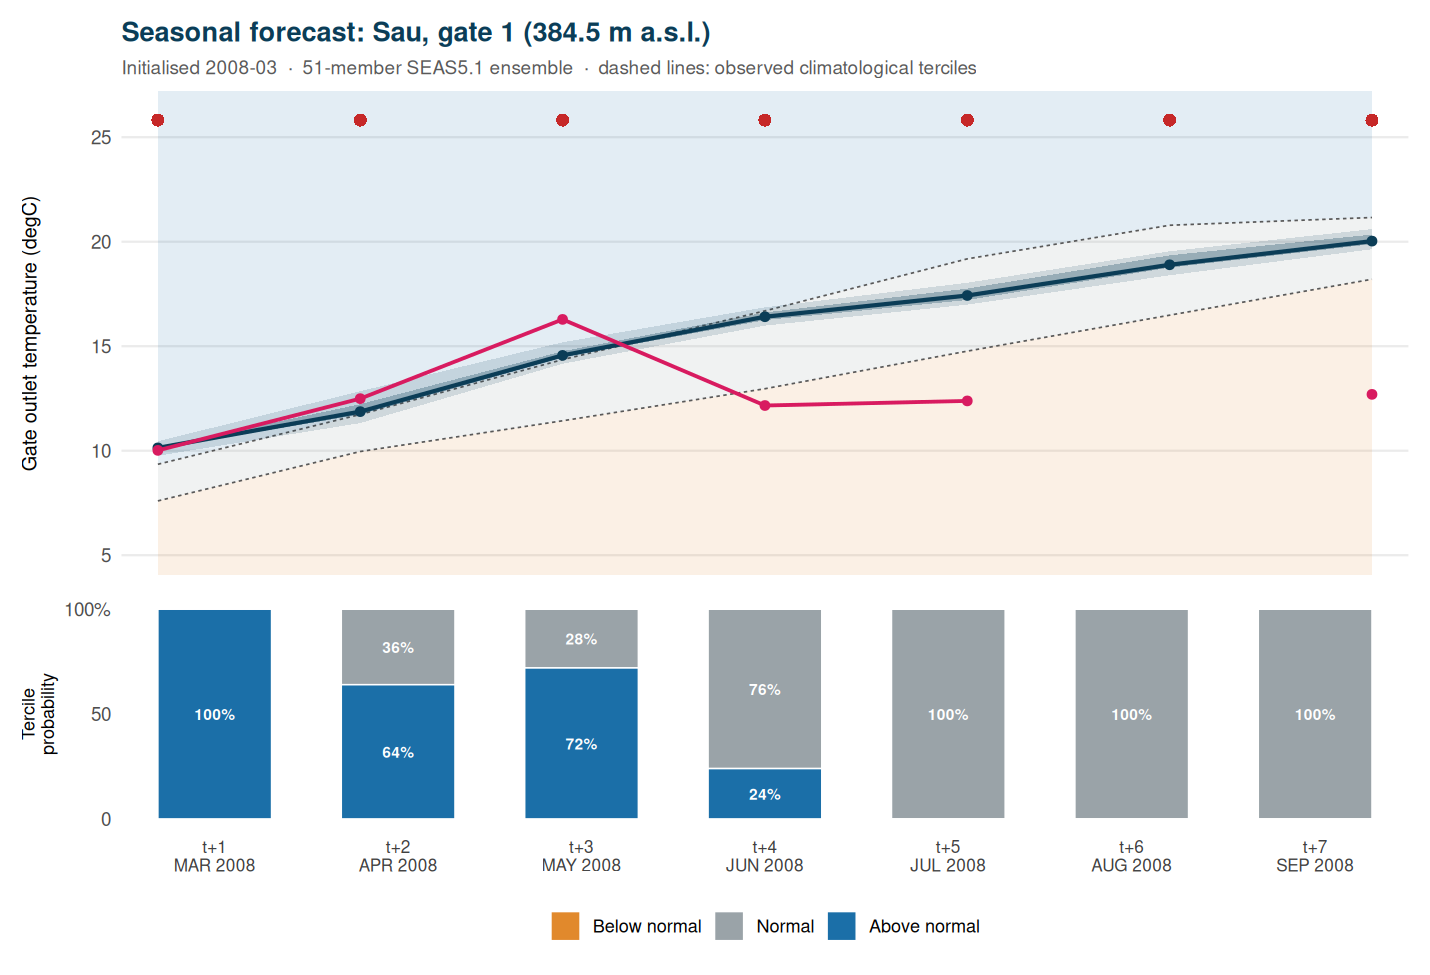 Seasonal forecast: Sau, gate 1 (384.5 m a.s.l.)
Initialised 2008-03 · 51-member SEAS5.1 ensemble · dashed lines: observed climatological terciles
Gate outlet temperature (degC)
25
20
15
10
5
Tercile
probability
100%
50
0
100%
36%
64%
28%
72%
76%
24%
100%
100%
100%
t+1
MAR 2008
t+2
APR 2008
t+3
MAY 2008
t+4
JUN 2008
t+5
JUL 2008
t+6
AUG 2008
t+7
SEP 2008
Below normal
Normal
Above normal